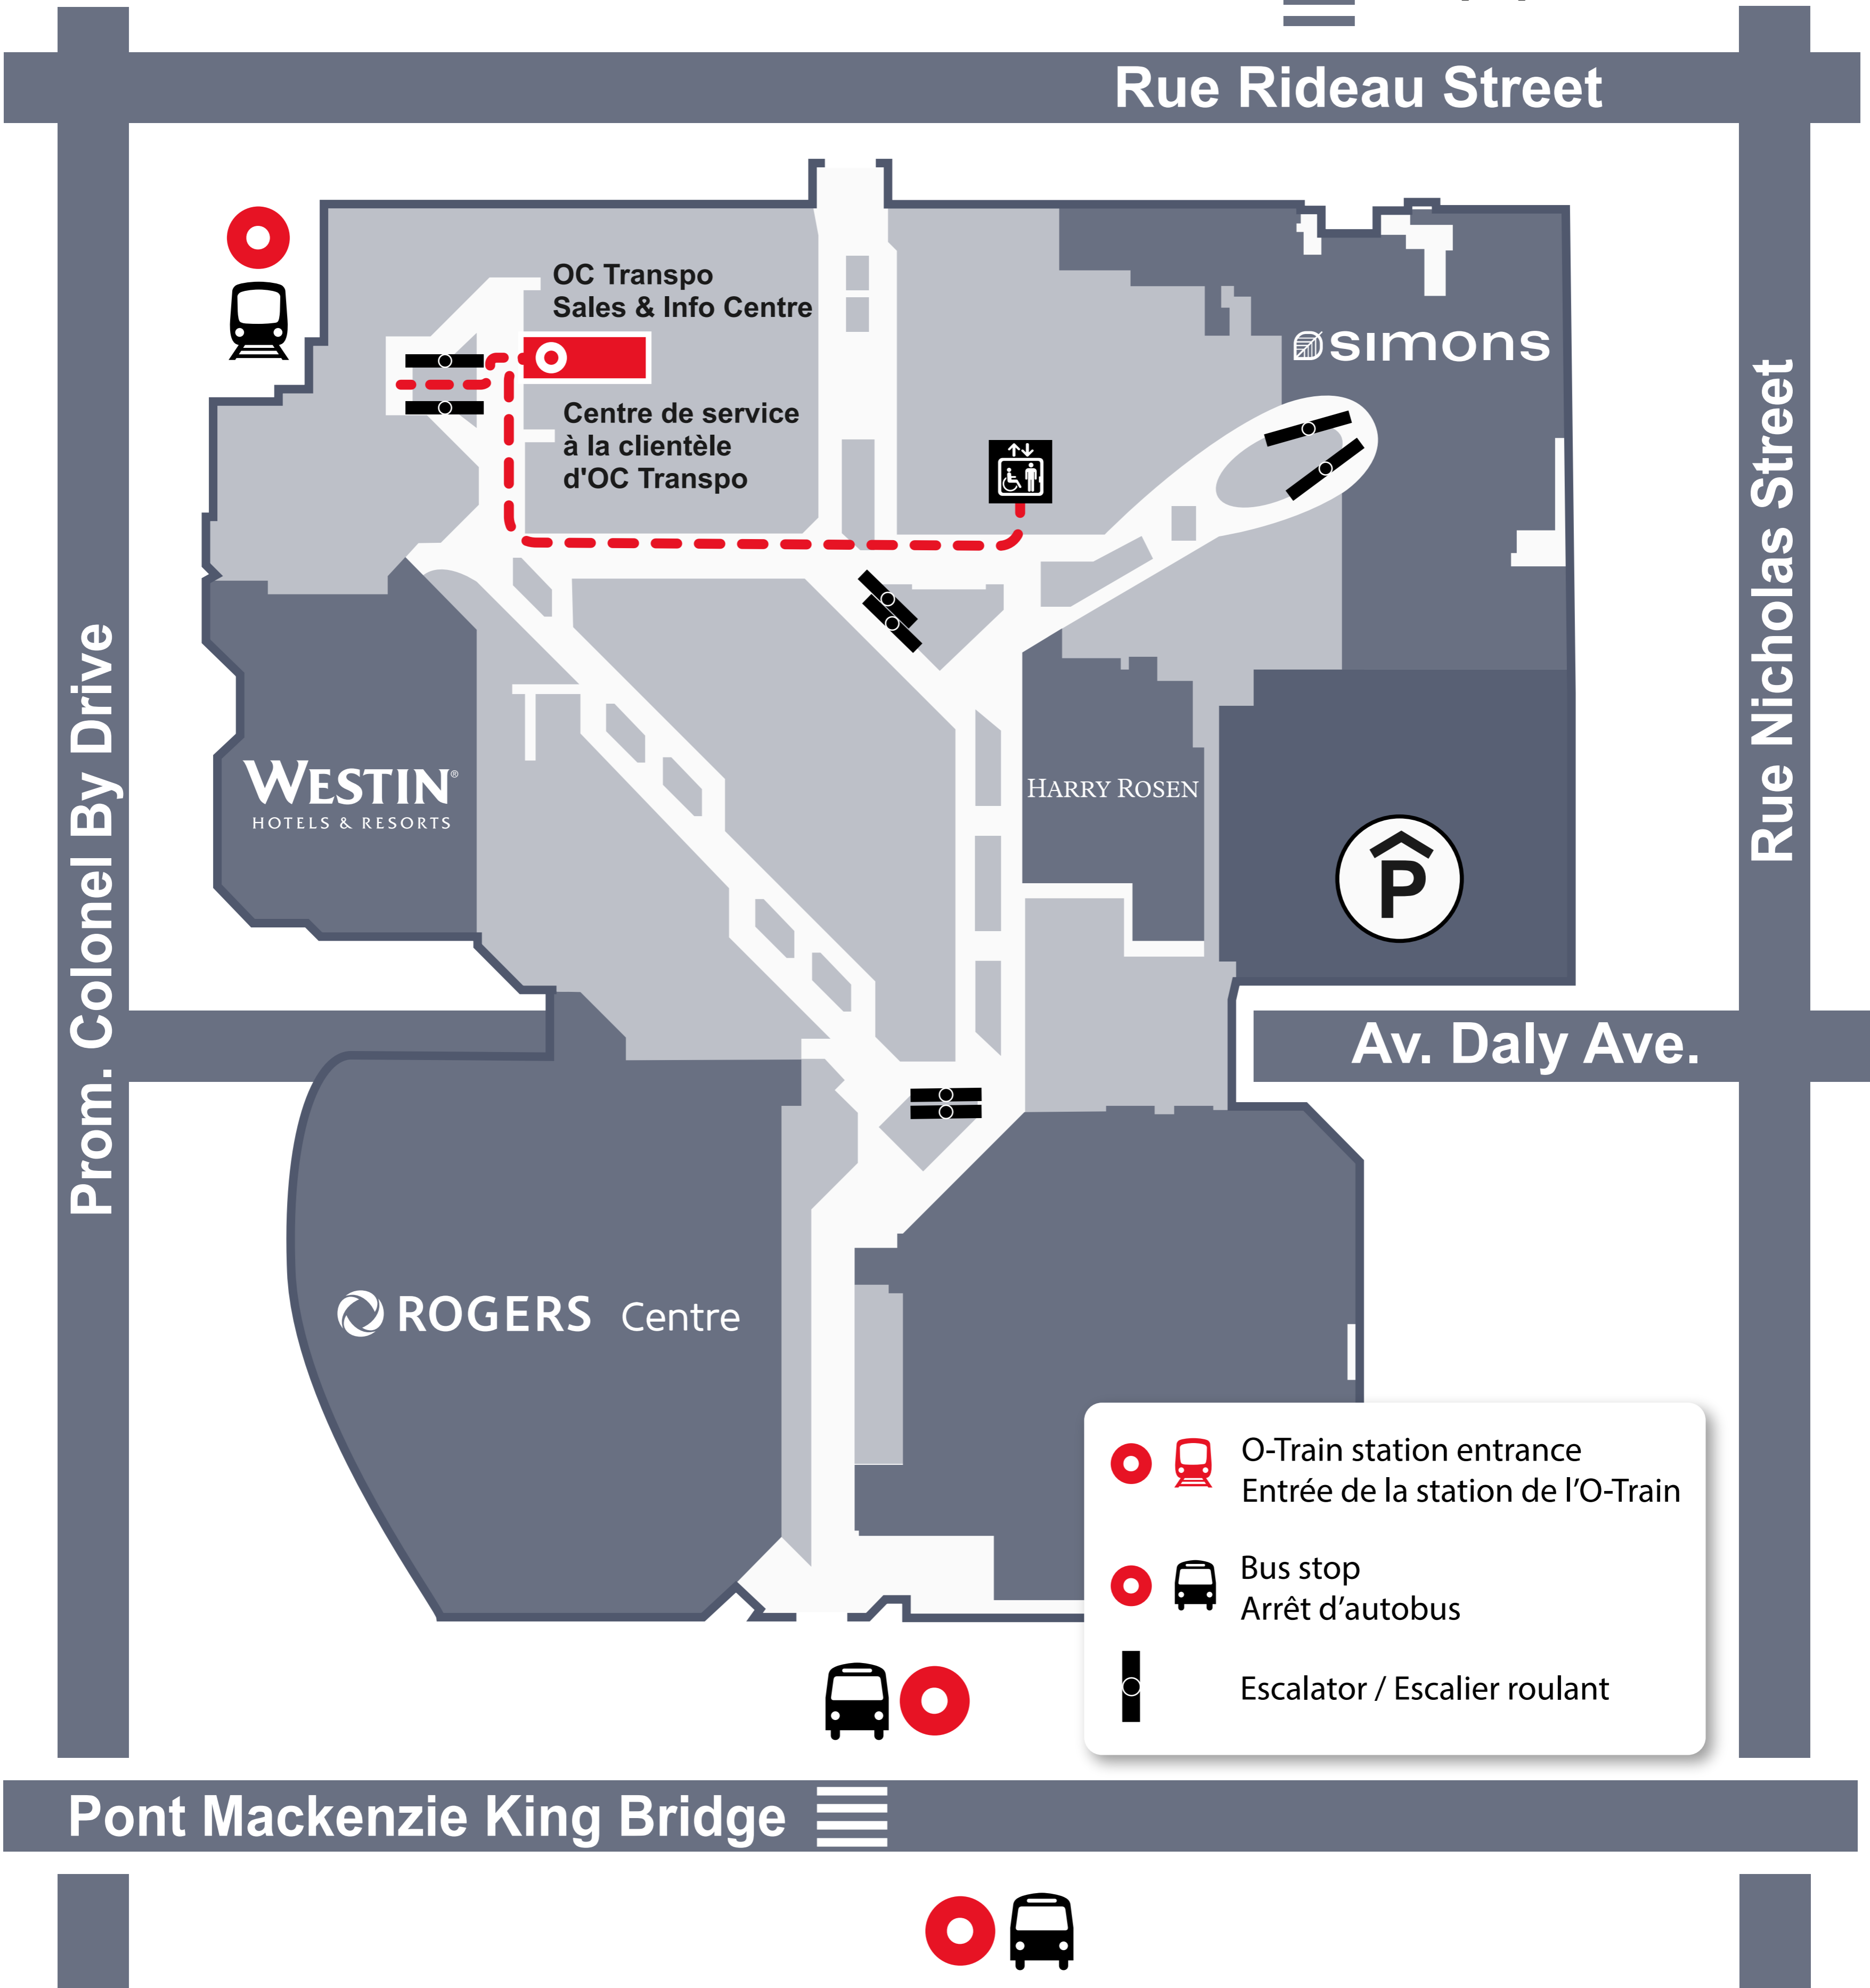 Rue Rideau Street
OC Transpo
Sales & Info Centre
Centre de service
à la clientèle
d'OC Transpo
simons
Rue Nicholas Street
Prom. Colonel By Drive
WESTIN®
HOTELS & RESORTS
HARRY ROSEN
P
Av. Daly Ave.
ROGERS Centre
O-Train station entrance
Entrée de la station de l'O-Train
Bus stop
Arrêt d'autobus
Escalator / Escalier roulant
Pont Mackenzie King Bridge